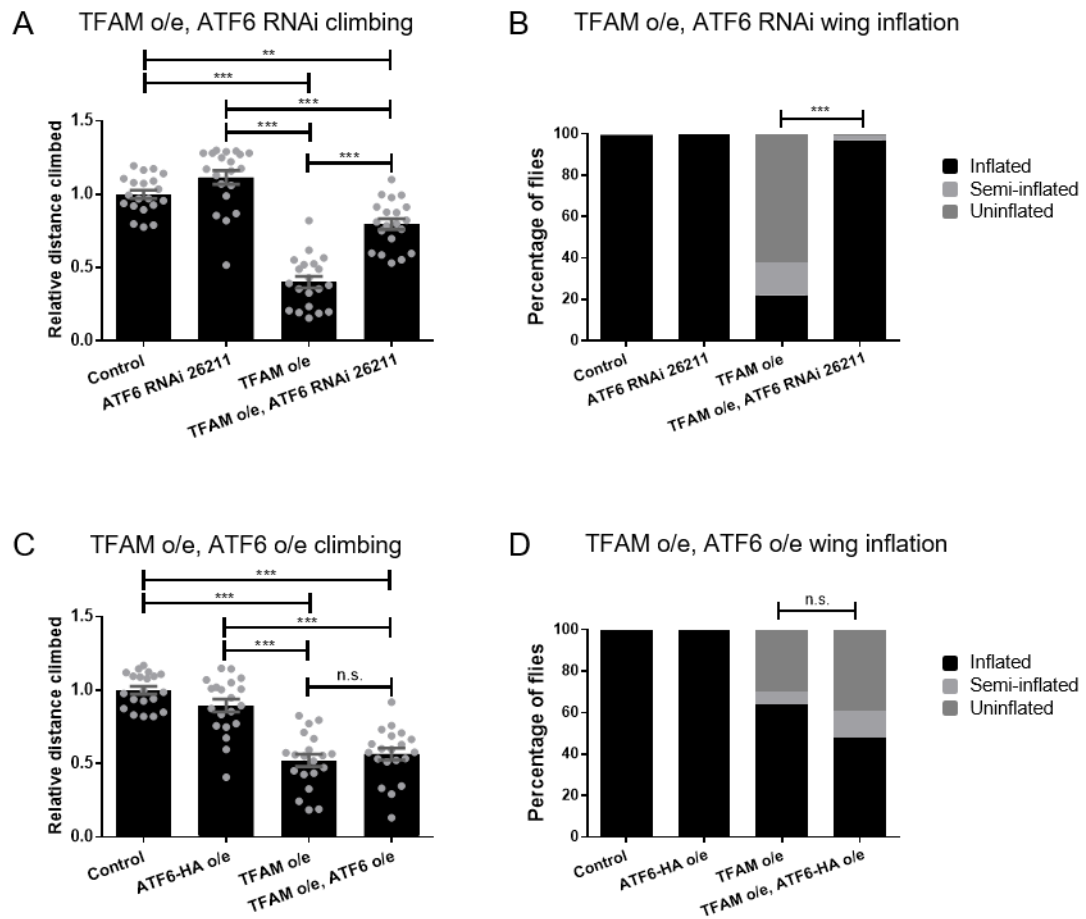 A
TFAM o/e, ATF6 RNAi climbing
**
***
***
***
***
Relative distance climbed
1.5
1.0
0.5
0.0
Control
ATF6 RNAi 26211
TFAM o/e
TFAM o/e, ATF6 RNAi 26211
B
TFAM o/e, ATF6 RNAi wing inflation
***
Percentage of flies
100
80
60
40
20
0
Control
ATF6 RNAi 26211
TFAM o/e
TFAM o/e, ATF6 RNAi 26211
Inflated
Semi-inflated
Uninflated
C
TFAM o/e, ATF6 o/e climbing
***
***
***
***
n.s.
Relative distance climbed
1.5
1.0
0.5
0.0
Control
ATF6-HA o/e
TFAM o/e
TFAM o/e, ATF6 o/e
D
TFAM o/e, ATF6 o/e wing inflation
n.s.
Percentage of flies
100
80
60
40
20
0
Control
ATF6-HA o/e
TFAM o/e
TFAM o/e, ATF6-HA o/e
Inflated
Semi-inflated
Uninflated